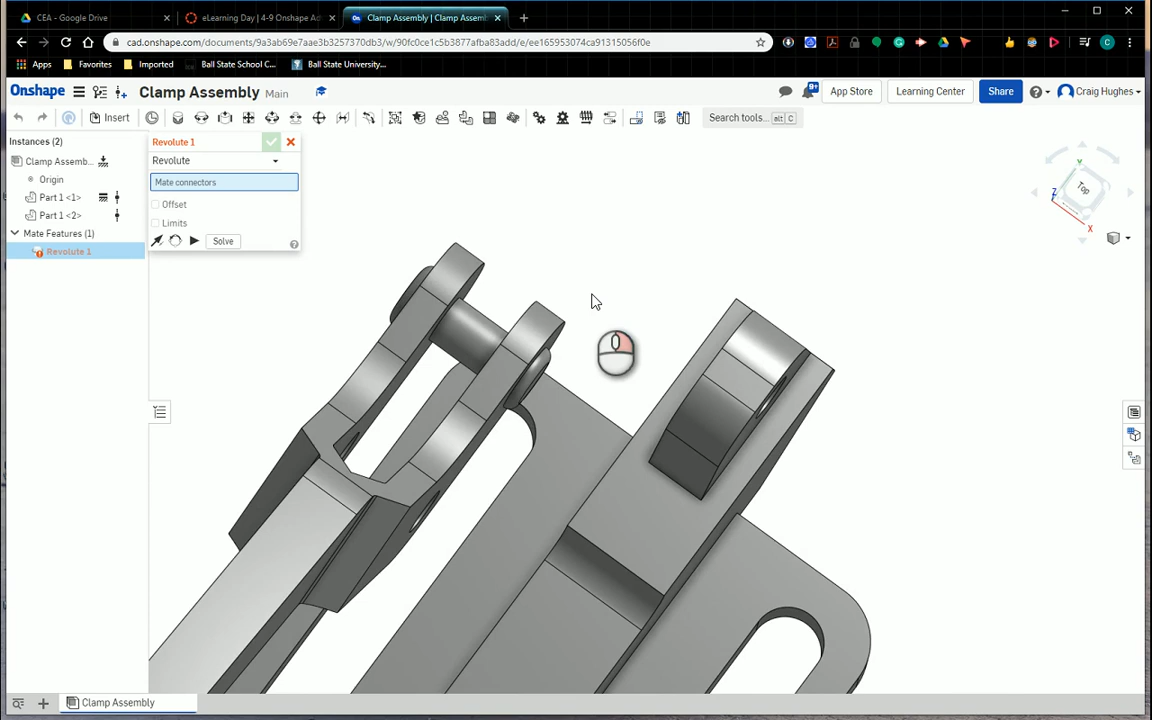 CEA - Google Drive
eLearning Day | 4-9 Onshape Ad
Clamp Assembly | Clamp Assem
cad.onshape.com/documents/9a3ab69e7aae3b3257370db3/w/90fc0ce1c5b3877afba83add/e/ee165953074ca91315056f0e
Apps
Favorites
Imported
Ball State School C...
Ball State University...
Onshape
Clamp Assembly
Main
9+
App Store
Learning Center
Share
Craig Hughes
Insert
Search tools...
alt
C
Instances (2)
Clamp Assemb...
Origin
Part 1 <1>
Part 1 <2>
Mate Features (1)
Revolute 1
Revolute 1
Revolute
Mate connectors
Offset
Limits
Solve
Top
Z
Y
X
Clamp Assembly